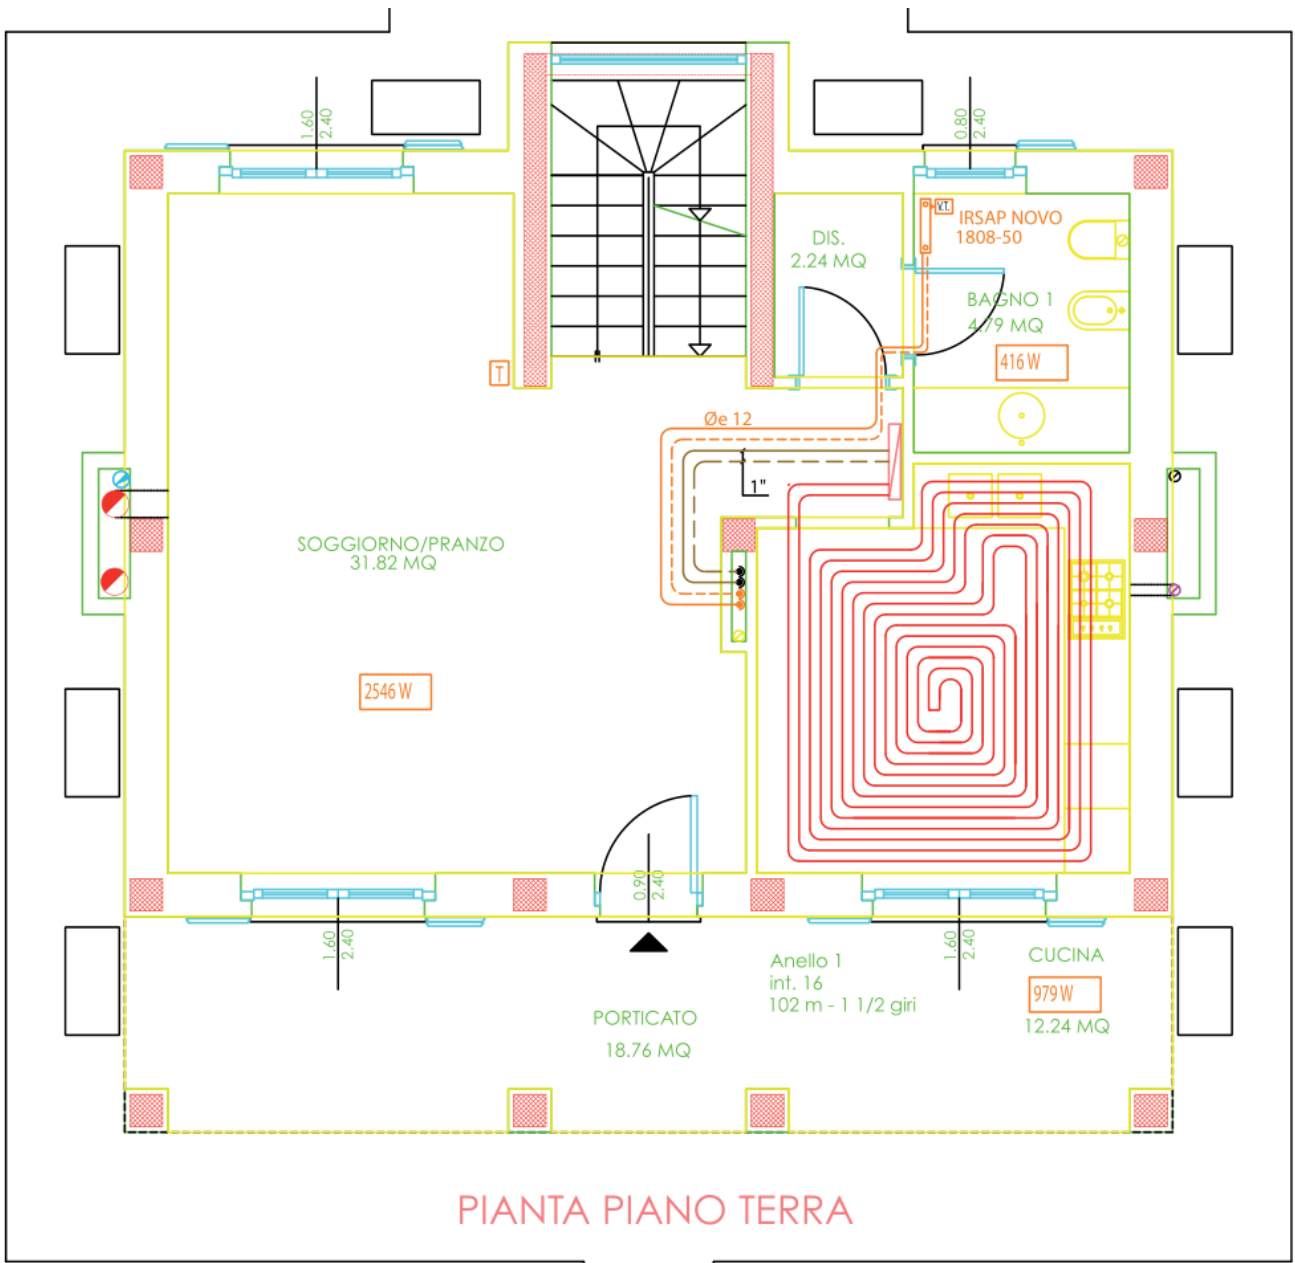 1.60
2.40
0.80
2.40
V.T.
IRSAP NOVO
1808-50
DIS.
2.24 MQ
BAGNO 1
4.79 MQ
416 W
T
Øe 12
1"
SOGGIORNO/PRANZO
31.82 MQ
2546 W
0.90
2.40
1.60
2.40
1.60
2.40
Anello 1
int. 16
102 m - 1 1/2 giri
CUCINA
979 W
12.24 MQ
PORTICATO
18.76 MQ
PIANTA PIANO TERRA